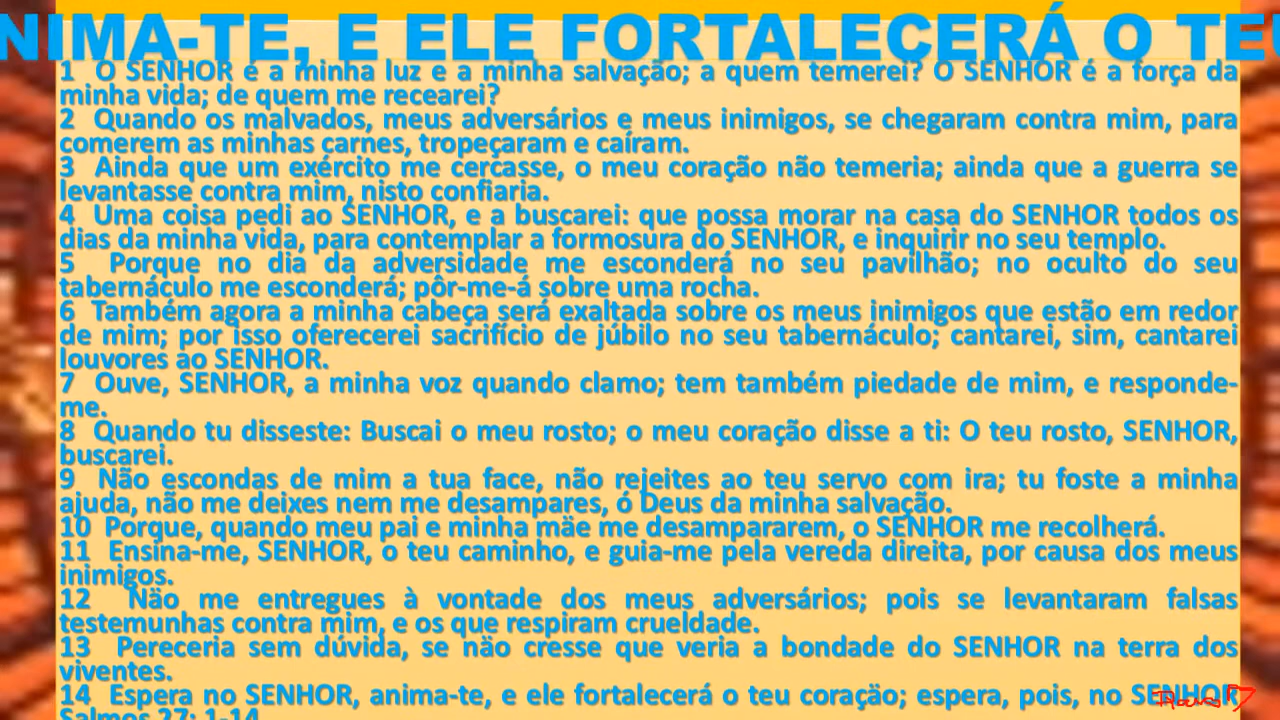 NIMA-TE, E ELE FORTALECERÁ O TE
1 O SENHOR é a minha luz e a minha salvação; a quem temerei? O SENHOR é a força da
minha vida; de quem me recearei?
2 Quando os malvados, meus adversários e meus inimigos, se chegaram contra mim, para
comerem as minhas carnes, tropeçaram e caíram.
3 Ainda que um exército me cercasse, o meu coração não temeria; ainda que a guerra se
levantasse contra mim, nisto confiaria.
4 Uma coisa pedi ao SENHOR, e a buscarei: que possa morar na casa do SENHOR todos os
dias da minha vida, para contemplar a formosura do SENHOR, e inquirir no seu templo.
5 Porque no dia da adversidade me esconderá no seu pavilhão; no oculto do seu
tabernáculo me esconderá; pôr-me-á sobre uma rocha.
6 Também agora a minha cabeça será exaltada sobre os meus inimigos que estão em redor
de mim; por isso oferecerei sacrifício de júbilo no seu tabernáculo; cantarei, sim, cantarei
louvores ao SENHOR.
7 Ouve, SENHOR, a minha voz quando clamo; tem também piedade de mim, e responde-
me.
8 Quando tu disseste: Buscai o meu rosto; o meu coração disse a ti: O teu rosto, SENHOR,
buscarei.
9 Não escondas de mim a tua face, não rejeites ao teu servo com ira; tu foste a minha
ajuda, não me deixes nem me desampares, ó Deus da minha salvação.
10 Porque, quando meu pai e minha mäe me desampararem, o SENHOR me recolherá.
11 Ensina-me, SENHOR, o teu caminho, e guia-me pela vereda direita, por causa dos meus
inimigos.
12 Näo me entregues à vontade dos meus adversários; pois se levantaram falsas
testemunhas contra mim, e os que respiram crueldade.
13 Pereceria sem dúvida, se näo cresse que veria a bondade do SENHOR na terra dos
viventes.
14 Espera no SENHOR, anima-te, e ele fortalecerá o teu coraçäo; espera, pois, no SENHOR
Salmos 27: 1-14